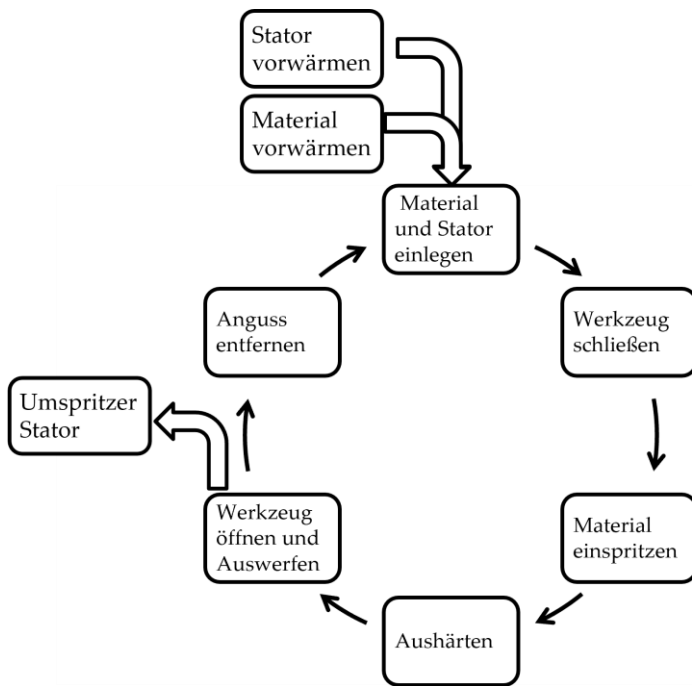 Stator
vorwärmen
Material
vorwärmen
Material
und Stator
einlegen
Anguss
entfernen
Werkzeug
schließen
Umspritzer
Stator
Werkzeug
öffnen und
Auswerfen
Material
einspritzen
Aushärten